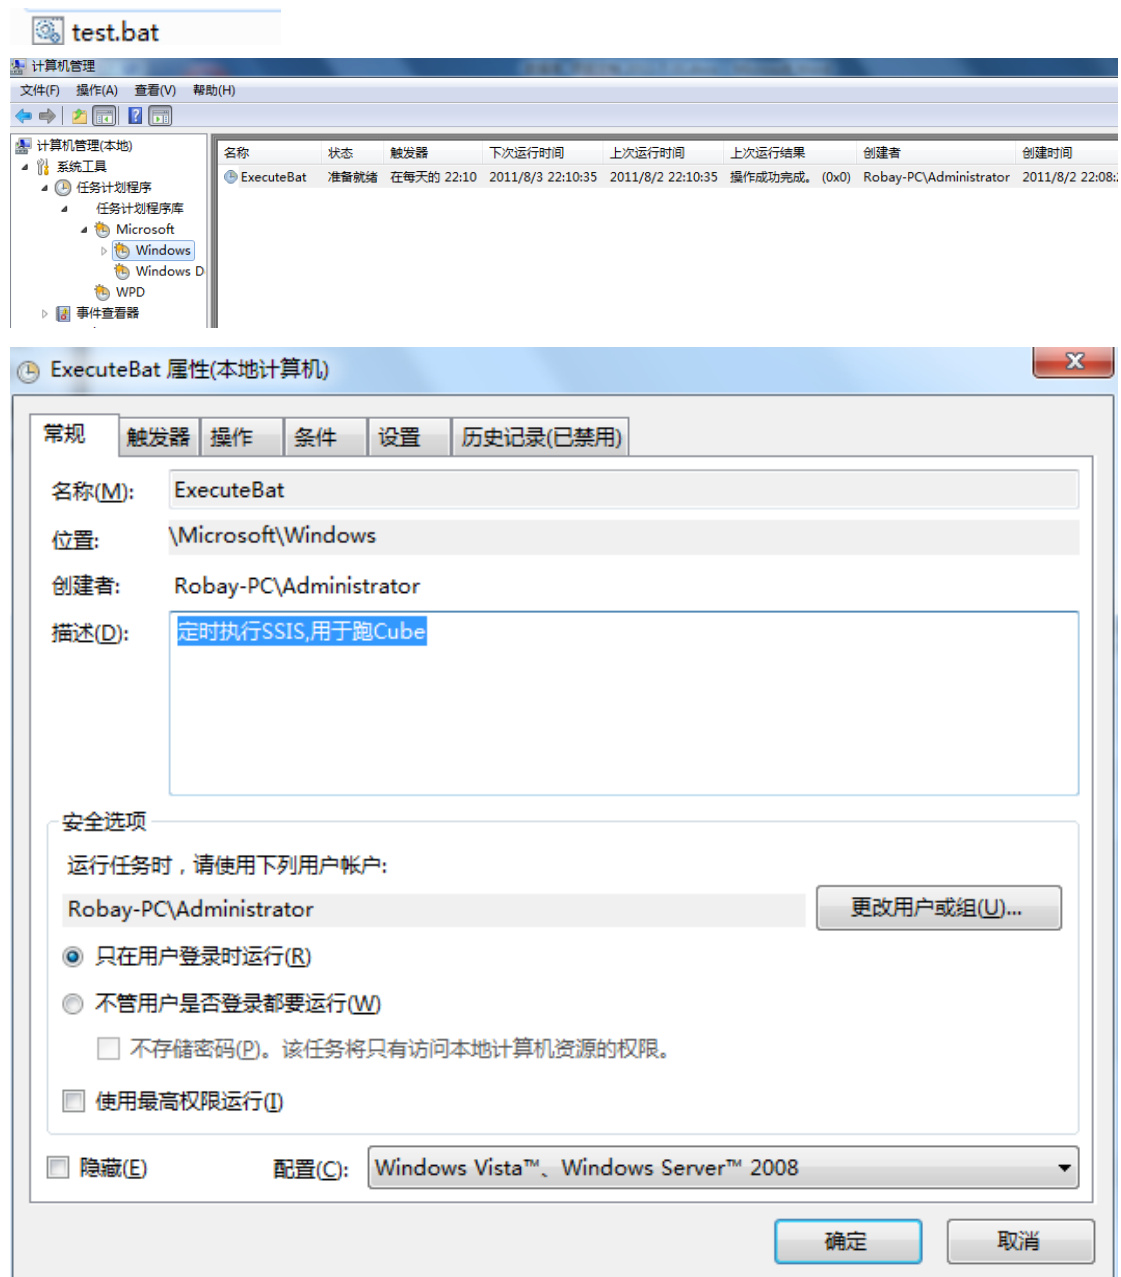 test.bat
计算机管理
文件(F) 操作(A) 查看(V) 帮助(H)
计算机管理(本地)
系统工具
任务计划程序
任务计划程序库
Microsoft
Windows
Windows D
WPD
事件查看器
名称 状态 触发器 下次运行时间 上次运行时间 上次运行结果 创建者 创建时间
ExecuteBat 准备就绪 在每天的 22:10 2011/8/3 22:10:35 2011/8/2 22:10:35 操作成功完成。 (0x0) Robay-PC\Administrator 2011/8/2 22:08:
ExecuteBat 属性(本地计算机)
常规 触发器 操作 条件 设置 历史记录(已禁用)
名称(M): ExecuteBat
位置: \Microsoft\Windows
创建者: Robay-PC\Administrator
描述(D): 定时执行SSIS,用于跑Cube
安全选项
运行任务时，请使用下列用户帐户:
Robay-PC\Administrator 更改用户或组(U)...
只在用户登录时运行(R)
不管用户是否登录都要运行(W)
不存储密码(P)。该任务将只有访问本地计算机资源的权限。
使用最高权限运行(I)
隐藏(E) 配置(C): Windows Vista™、Windows Server™ 2008
确定 取消